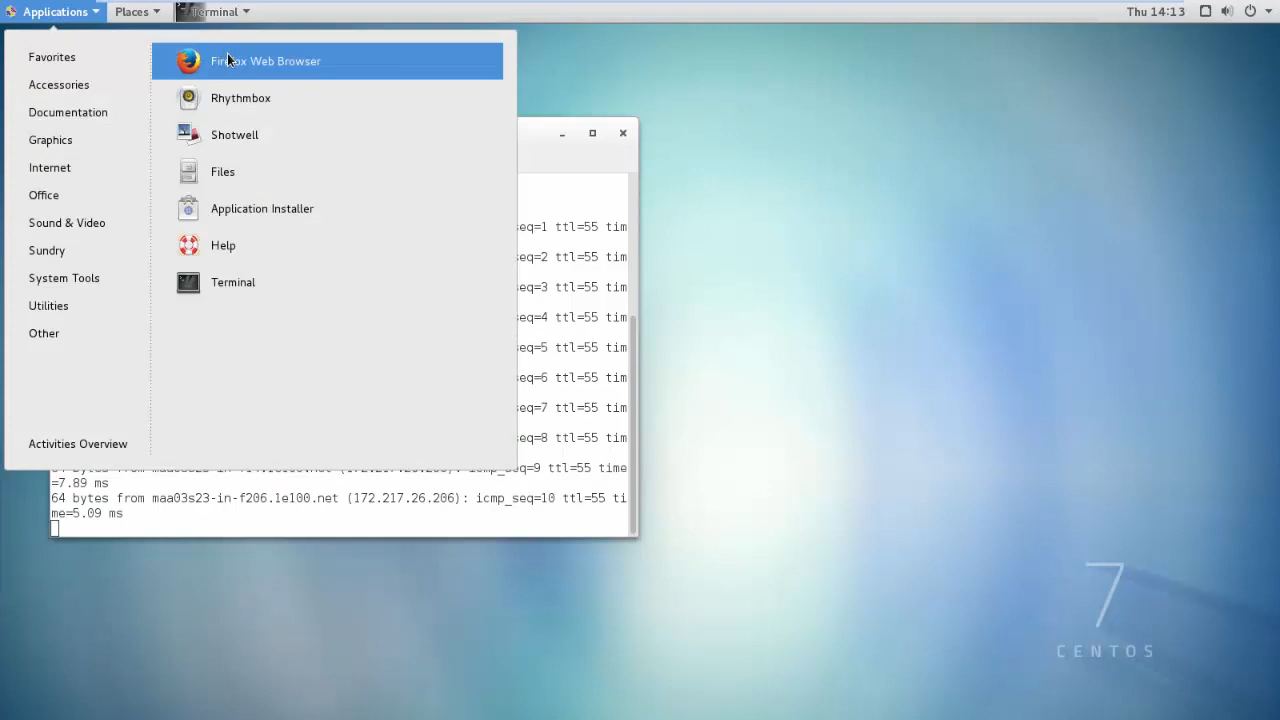 Applications Places Terminal Thu 14:13
Favorites
Accessories
Documentation
Graphics
Internet
Office
Sound & Video
Sundry
System Tools
Utilities
Other
Activities Overview
Firefox Web Browser
Rhythmbox
Shotwell
Files
Application Installer
Help
Terminal
seq=1 ttl=55 tim
seq=2 ttl=55 tim
seq=3 ttl=55 tim
seq=4 ttl=55 tim
seq=5 ttl=55 tim
seq=6 ttl=55 tim
seq=7 ttl=55 tim
seq=8 ttl=55 tim
icmp_seq=9 ttl=55 time
=7.89 ms
64 bytes from maa03s23-in-f206.1e100.net (172.217.26.206): icmp_seq=10 ttl=55 ti
me=5.09 ms
7
CENTOS